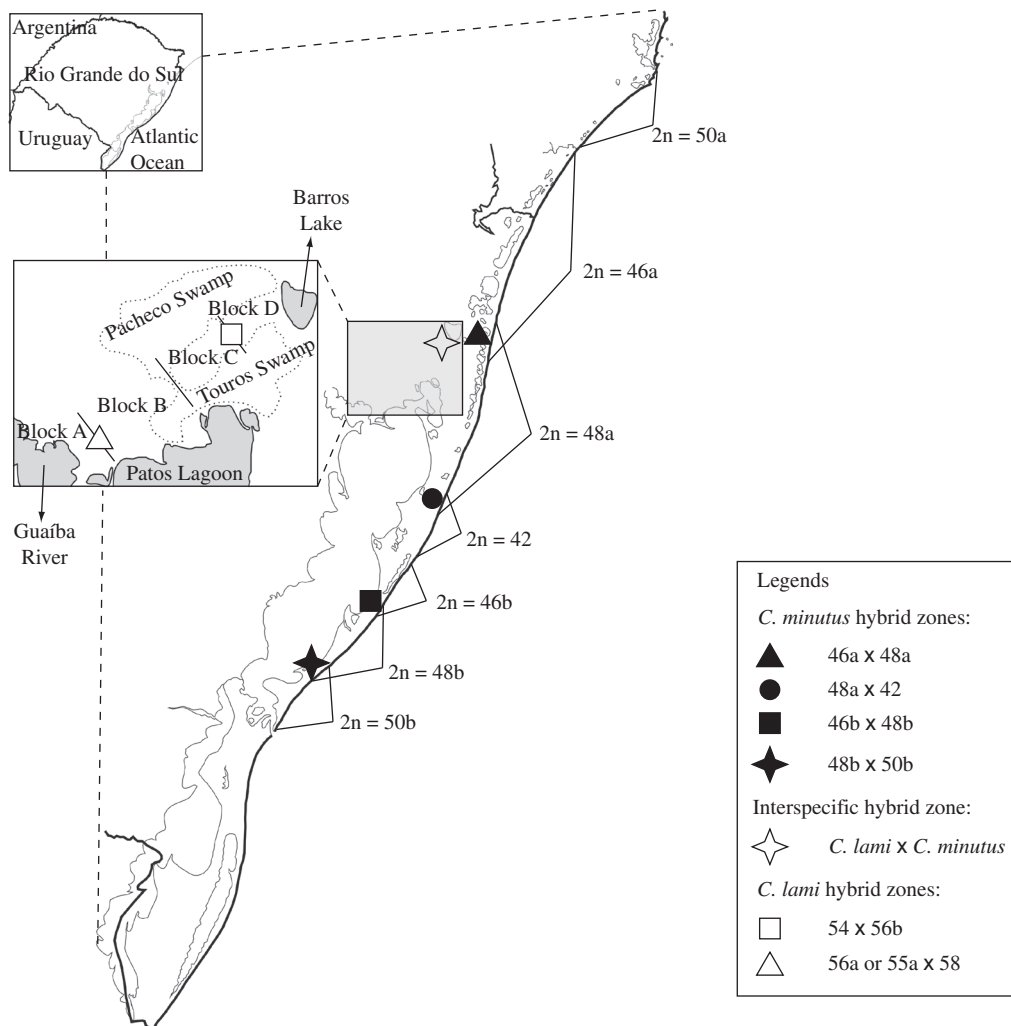 Argentina
Rio Grande do Sul
Uruguay
Atlantic
Ocean
Barros
Lake
Pacheco Swamp
Block D
Block C
Touros Swamp
Block B
Block A
Patos Lagoon
Guaíba
River
2n = 50a
2n = 46a
2n = 48a
2n = 42
2n = 46b
2n = 48b
2n = 50b
Legends
C. minutus hybrid zones:
46a x 48a
48a x 42
46b x 48b
48b x 50b
Interspecific hybrid zone:
C. lami x C. minutus
C. lami hybrid zones:
54 x 56b
56a or 55a x 58